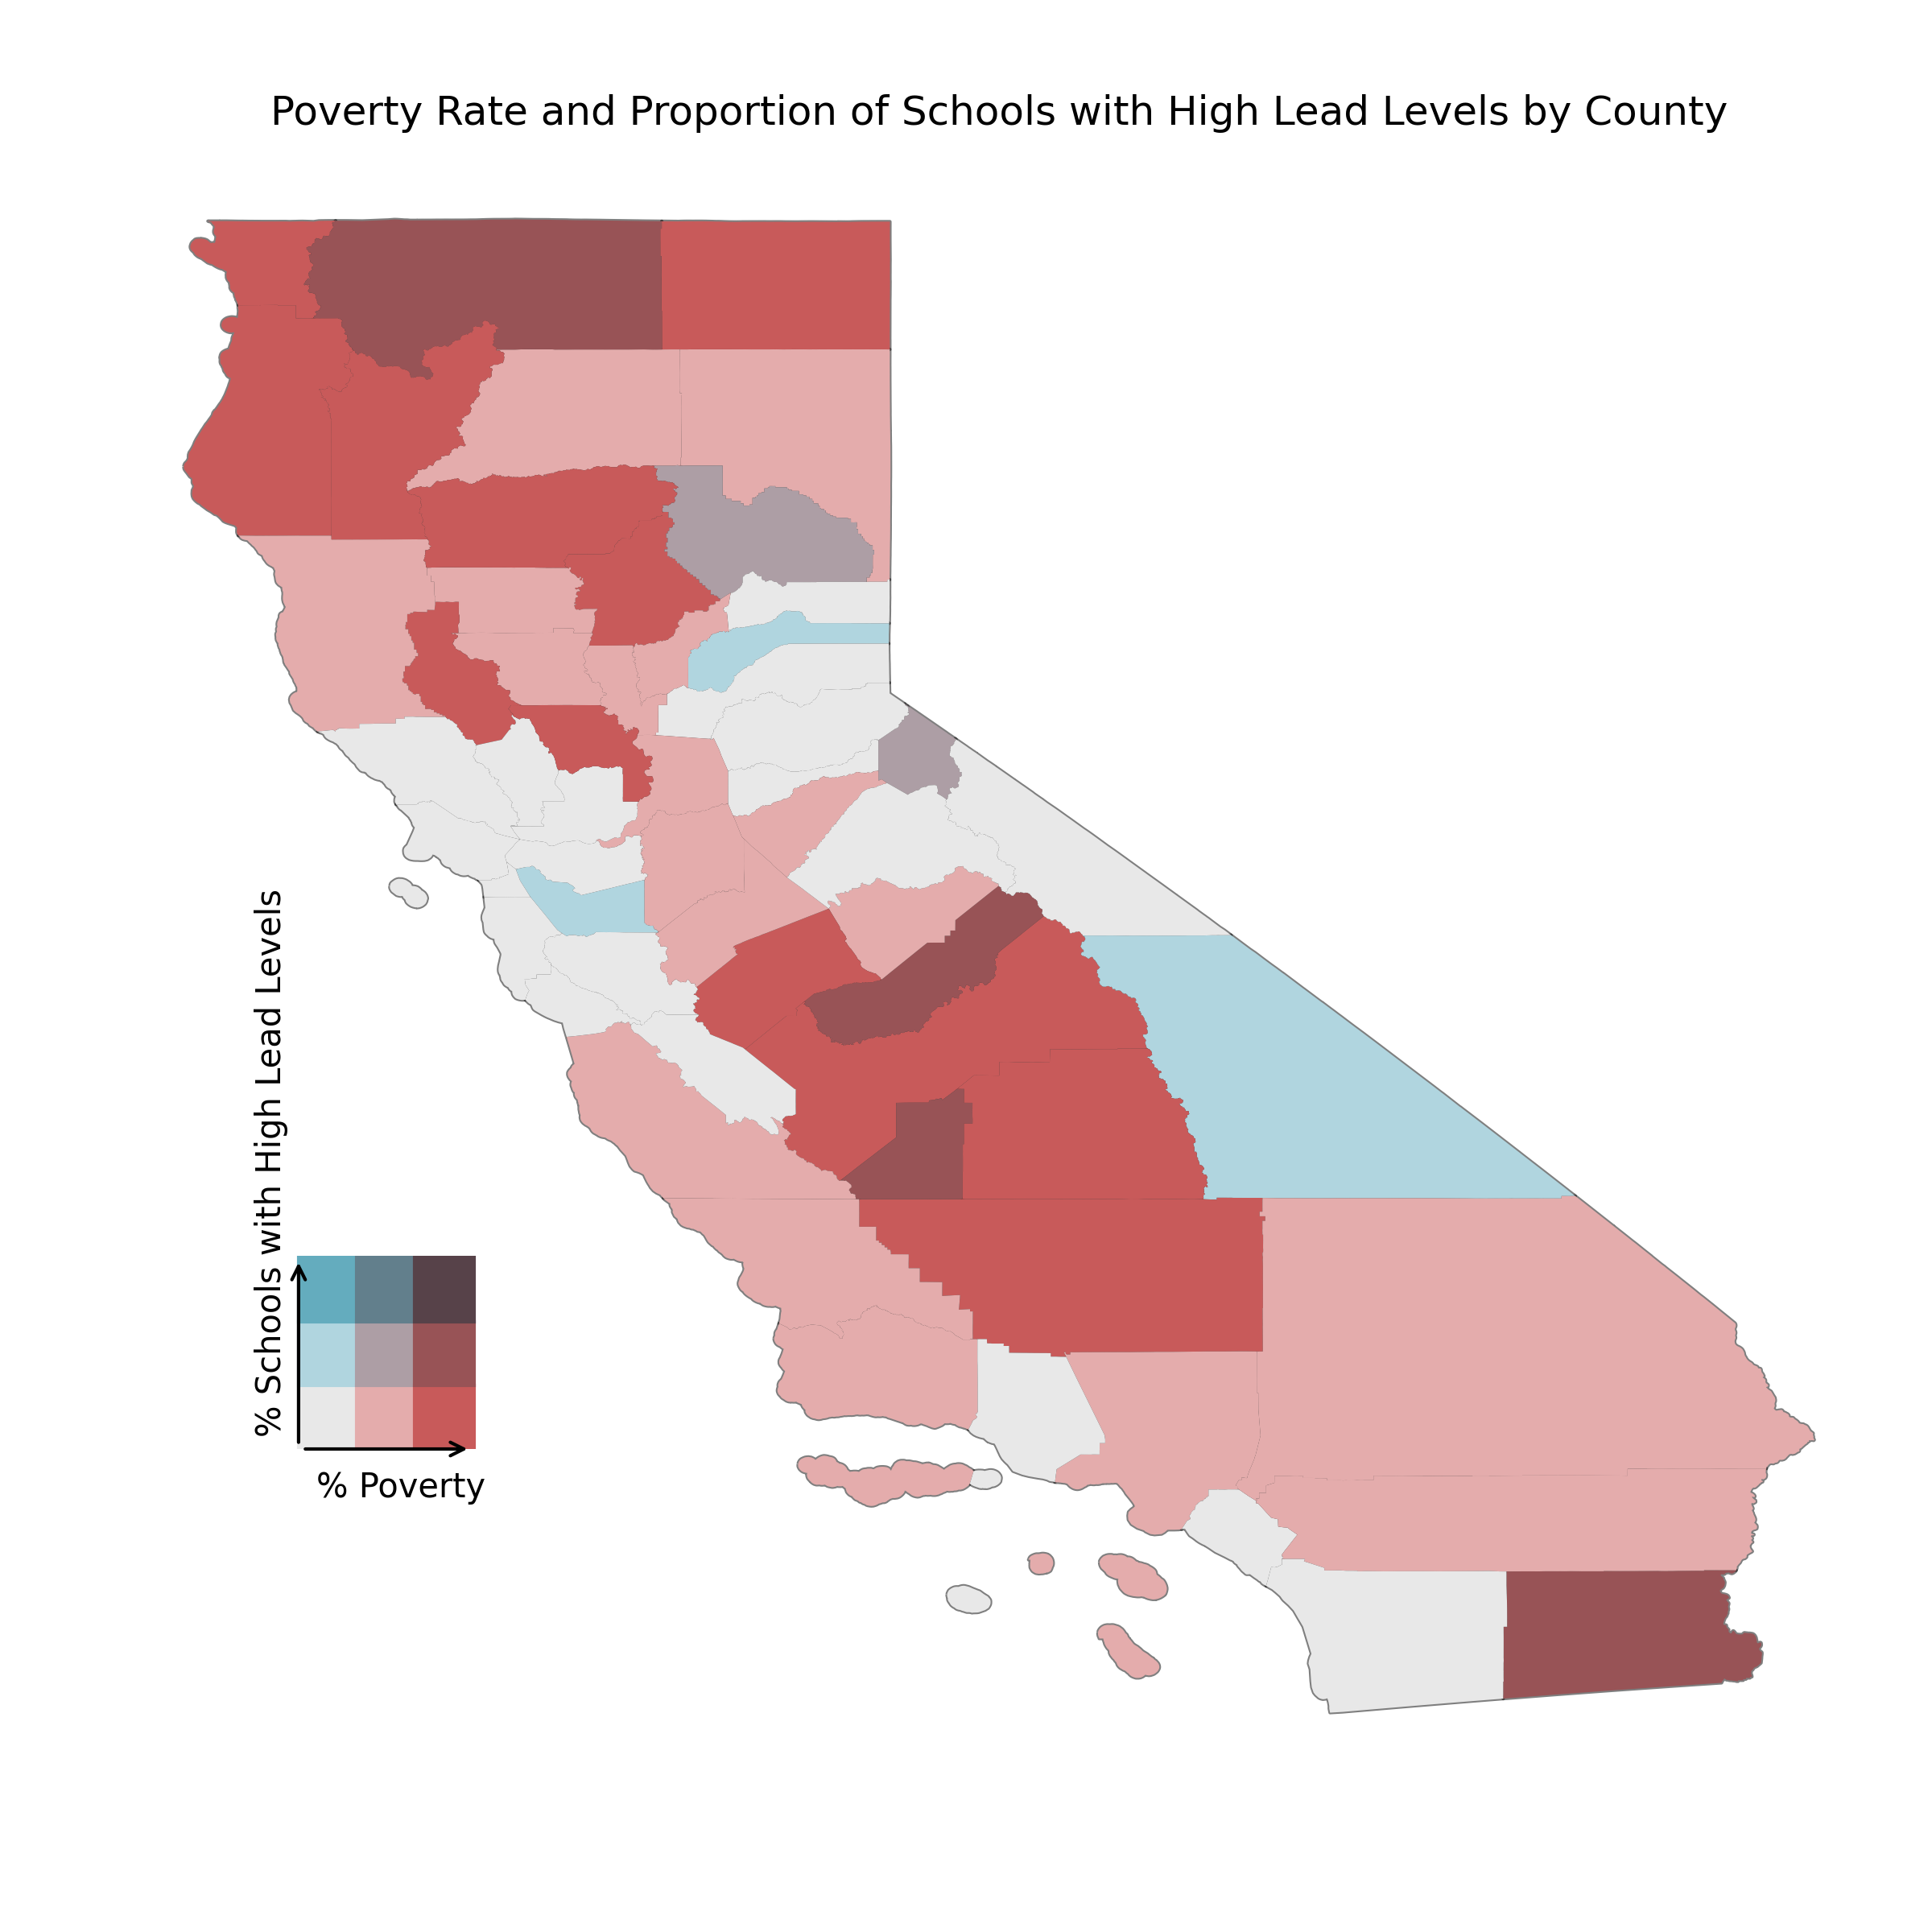 Poverty Rate and Proportion of Schools with High Lead Levels by County
% Schools with High Lead Levels
% Poverty